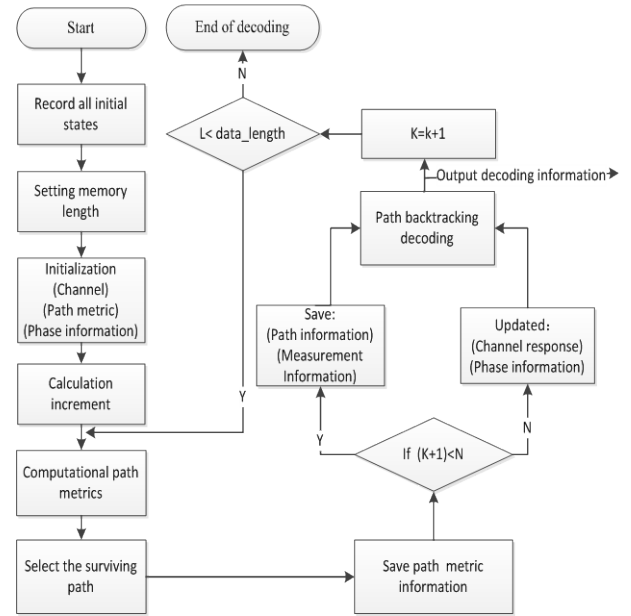 Start
Record all initial
states
Setting memory
length
Initialization
(Channel)
(Path metric)
(Phase information)
Calculation
increment
Computational path
metrics
Select the surviving
path
Save path metric
information
If (K+1)<N
Y
N
Save:
(Path information)
(Measurement
Information)
Updated：
(Channel response)
(Phase information)
Path backtracking
decoding
Output decoding information
K=k+1
L< data_length
Y
N
End of decoding